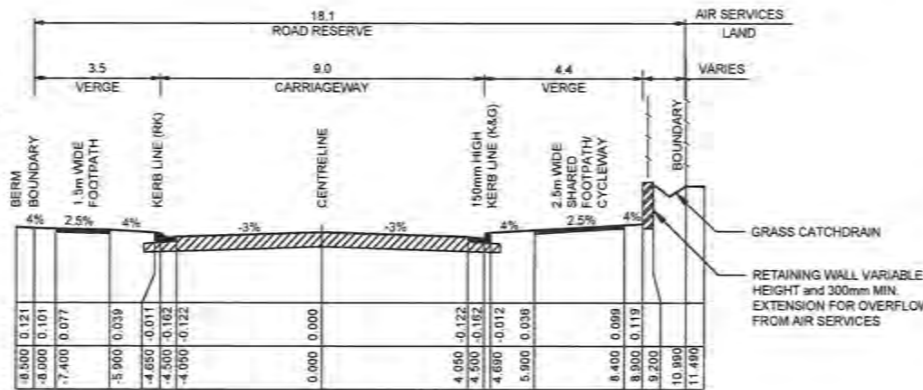 18.1
ROAD RESERVE
AIR SERVICES
LAND
3.5
VERGE
9.0
CARRIAGEWAY
4.4
VERGE
VARIES
BERM
BOUNDARY
1.5m WIDE
FOOTPATH
KERB LINE (RK)
CENTRELINE
150mm HIGH
KERB LINE (K&G)
2.5m WIDE
SHARED
FOOTPATH/
CYCLEWAY
BOUNDARY
4% 2.5% 4% -3% -3% 4% 2.5% 4%
GRASS CATCHDRAIN
RETAINING WALL VARIABLE
HEIGHT and 300mm MIN.
EXTENSION FOR OVERFLOW
FROM AIR SERVICES
0.121 0.101 0.077 0.039 -0.011 -0.162 -0.122 0.000 -0.122 -0.162 -0.012 0.036 0.099 0.119
-8.500 -8.000 -7.400 -5.900 -4.650 -4.500 -4.050 0.000 4.050 4.500 4.690 5.900 8.400 8.900 9.200 10.990 11.490